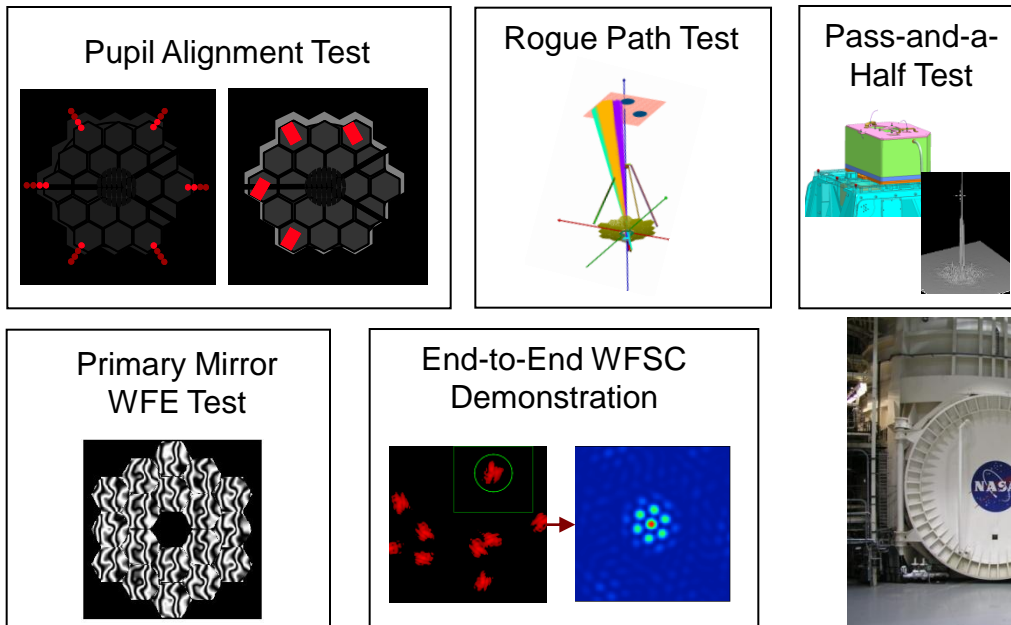 Pupil Alignment Test
Rogue Path Test
Pass-and-a-
Half Test
Primary Mirror
WFE Test
End-to-End WFSC
Demonstration